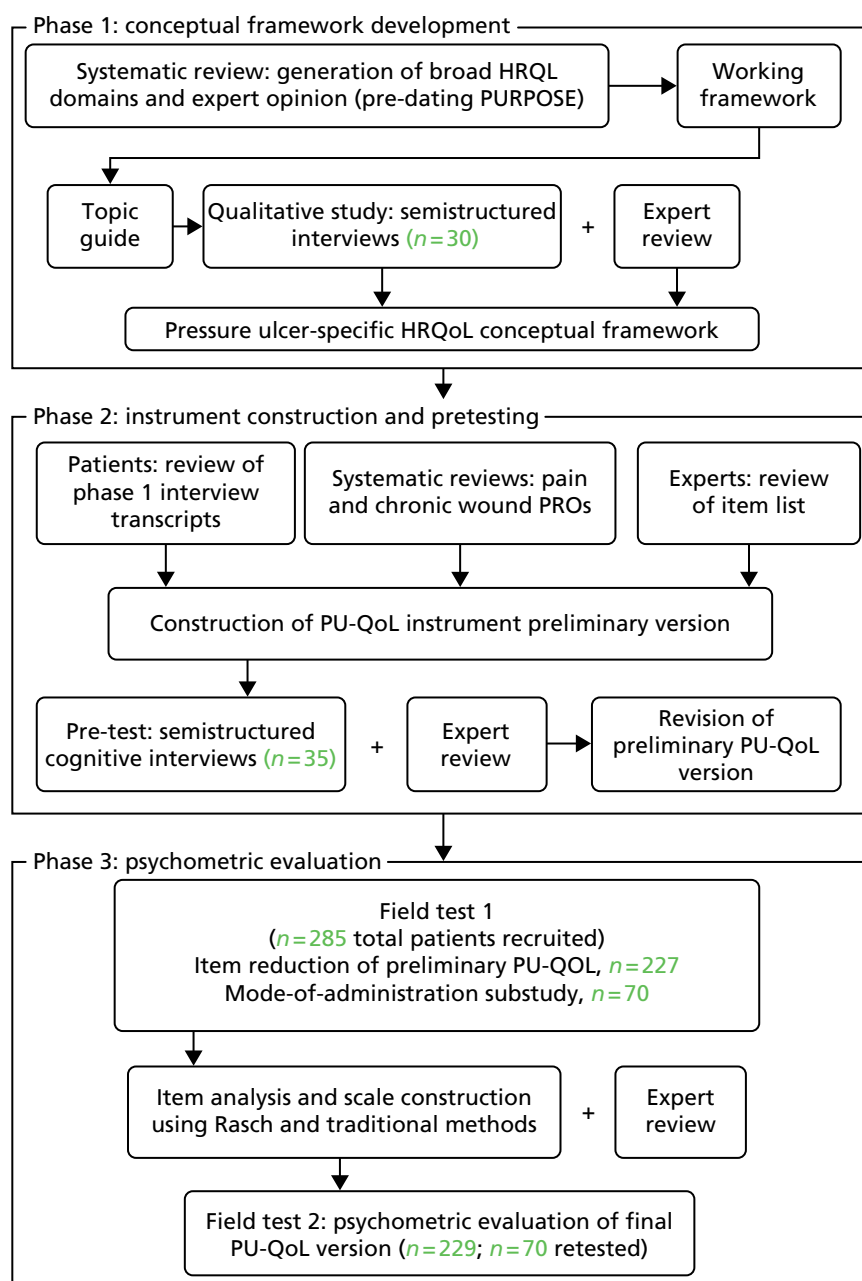 Phase 1: conceptual framework development
Systematic review: generation of broad HRQL
domains and expert opinion (pre-dating PURPOSE)
Working
framework
Topic
guide
Qualitative study: semistructured
interviews (n=30)
+
Expert
review
Pressure ulcer-specific HRQoL conceptual framework
Phase 2: instrument construction and pretesting
Patients: review of
phase 1 interview
transcripts
Systematic reviews: pain
and chronic wound PROs
Experts: review
of item list
Construction of PU-QoL instrument preliminary version
Pre-test: semistructured
cognitive interviews (n=35)
+
Expert
review
Revision of
preliminary PU-QoL
version
Phase 3: psychometric evaluation
Field test 1
(n=285 total patients recruited)
Item reduction of preliminary PU-QOL, n=227
Mode-of-administration substudy, n=70
Item analysis and scale construction
using Rasch and traditional methods
+
Expert
review
Field test 2: psychometric evaluation of final
PU-QoL version (n=229; n=70 retested)